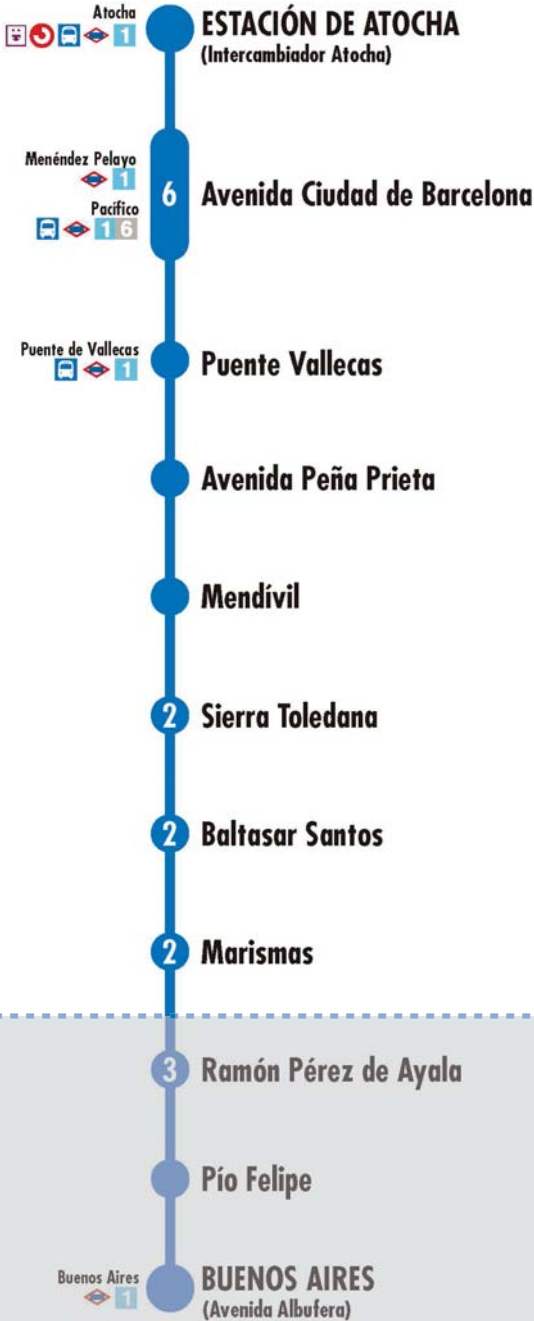 Atocha
1
ESTACIÓN DE ATOCHA
(Intercambiador Atocha)
Menéndez Pelayo
1
Pacífico
1 6
6
Avenida Ciudad de Barcelona
Puente de Vallecas
1
Puente Vallecas
Avenida Peña Prieta
Mendívil
2 Sierra Toledana
2 Baltasar Santos
2 Marismas
3 Ramón Pérez de Ayala
Pío Felipe
Buenos Aires
1
BUENOS AIRES
(Avenida Albufera)